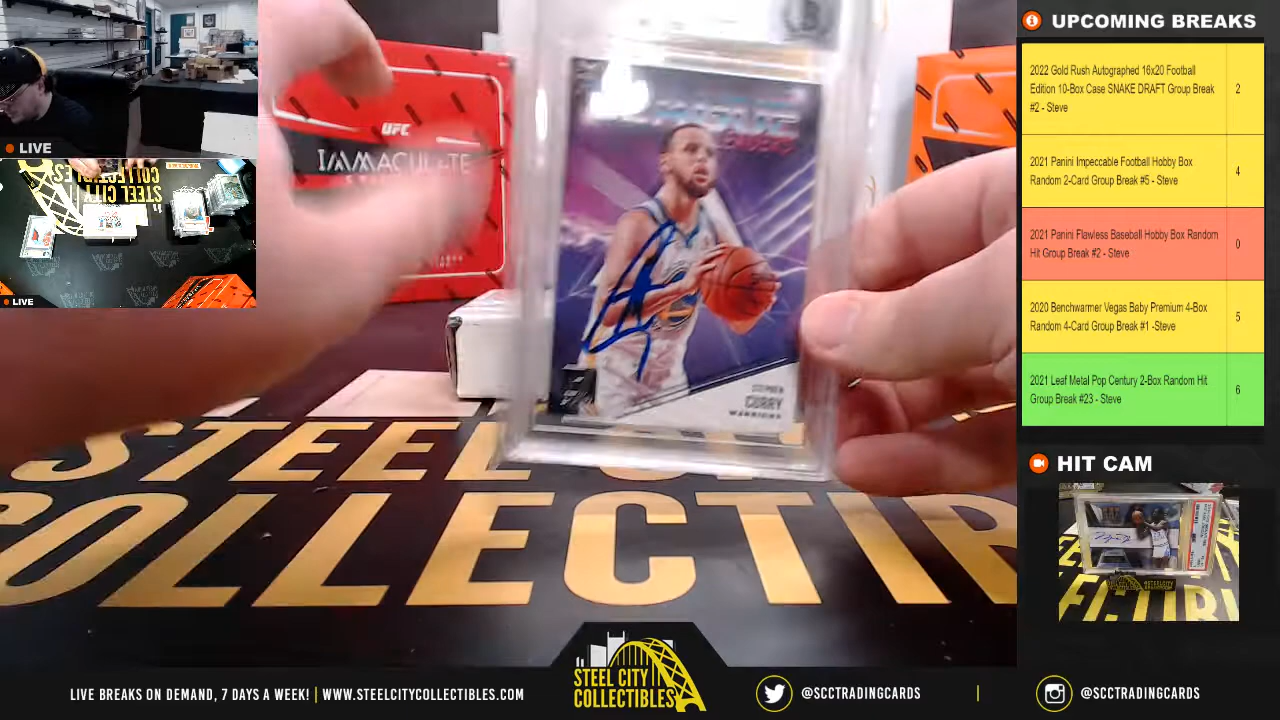 UPCOMING BREAKS
2022 Gold Rush Autographed 16x20 Football
Edition 10-Box Case SNAKE DRAFT Group Break
#2 - Steve
2
2021 Panini Impeccable Football Hobby Box
Random 2-Card Group Break #5 - Steve
4
2021 Panini Flawless Baseball Hobby Box Random
Hit Group Break #2 - Steve
0
2020 Benchwarmer Vegas Baby Premium 4-Box
Random 4-Card Group Break #1 -Steve
5
2021 Leaf Metal Pop Century 2-Box Random Hit
Group Break #23 - Steve
6
HIT CAM
LIVE
STEEL CITY
COLLECTIBLES
LIVE
UFC
IMMACULATE
STEPHEN
CURRY
WARRIORS
STEEL C
COLLECTIB
LIVE BREAKS ON DEMAND, 7 DAYS A WEEK! | WWW.STEELCITYCOLLECTIBLES.COM
STEEL CITY
COLLECTIBLES
@SCCTRADINGCARDS
|
@SCCTRADINGCARDS